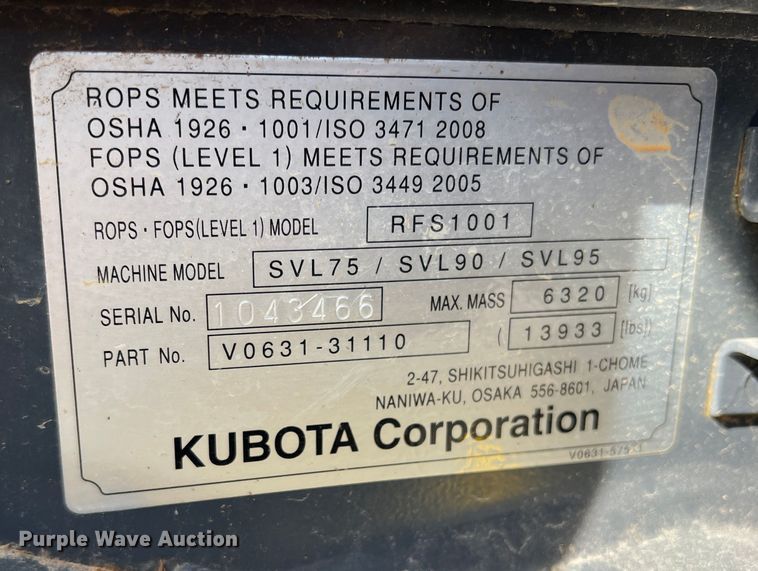 ROPS MEETS REQUIREMENTS OF
OSHA 1926 · 1001/ISO 3471 2008
FOPS (LEVEL 1) MEETS REQUIREMENTS OF
OSHA 1926 · 1003/ISO 3449 2005
ROPS · FOPS(LEVEL 1) MODEL RFS1001
MACHINE MODEL SVL75 / SVL90 / SVL95
SERIAL No. 1043466 MAX. MASS 6320 [kg]
PART No. V0631-31110 ( 13933 [lbs])
2-47, SHIKITSUHIGASHI 1-CHOME
NANIWA-KU, OSAKA 556-8601, JAPAN
KUBOTA Corporation
Purple Wave Auction